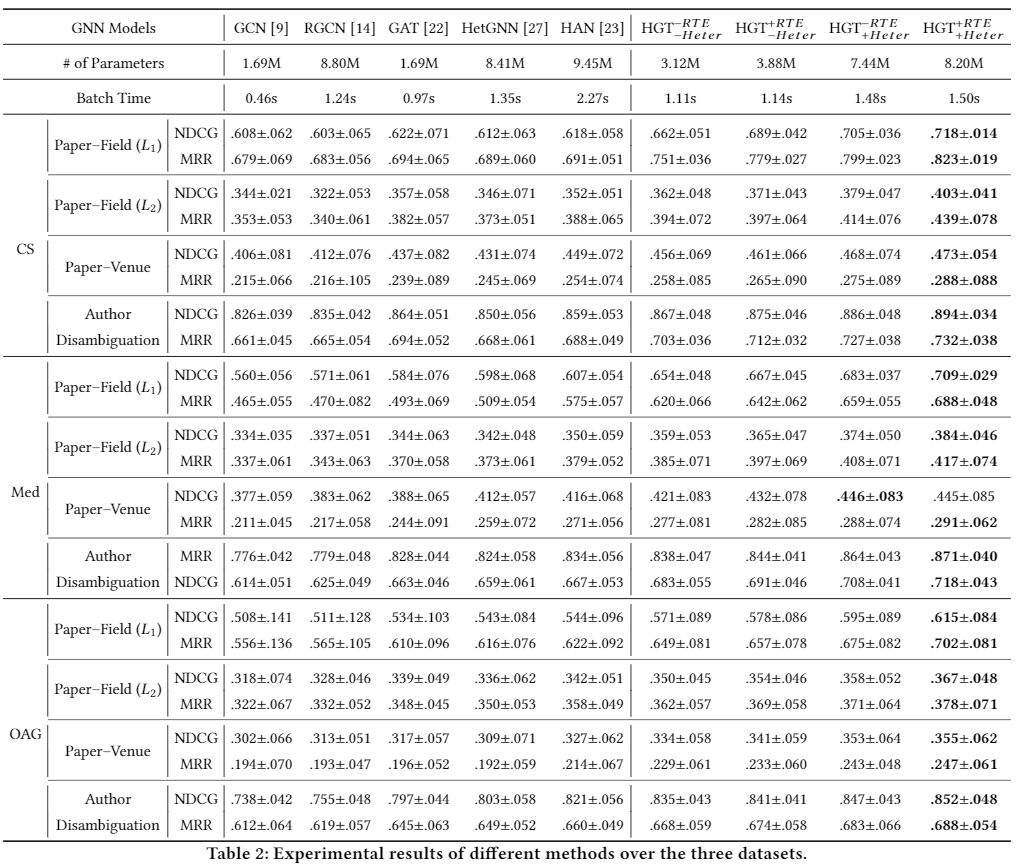 GNN Models GCN [9] RGCN [14] GAT [22] HetGNN [27] HAN [23] HGT−RTE−Heter HGT+RTE−Heter HGT−RTE+Heter HGT+RTE+Heter
# of Parameters 1.69M 8.80M 1.69M 8.41M 9.45M 3.12M 3.88M 7.44M 8.20M
Batch Time 0.46s 1.24s 0.97s 1.35s 2.27s 1.11s 1.14s 1.48s 1.50s
CS
Paper–Field (L1)
NDCG .608±.062 .603±.065 .622±.071 .612±.063 .618±.058 .662±.051 .689±.042 .705±.036 .718±.014
MRR .679±.069 .683±.056 .694±.065 .689±.060 .691±.051 .751±.036 .779±.027 .799±.023 .823±.019
Paper–Field (L2)
NDCG .344±.021 .322±.053 .357±.058 .346±.071 .352±.051 .362±.048 .371±.043 .379±.047 .403±.041
MRR .353±.053 .340±.061 .382±.057 .373±.051 .388±.065 .394±.072 .397±.064 .414±.076 .439±.078
Paper–Venue
NDCG .406±.081 .412±.076 .437±.082 .431±.074 .449±.072 .456±.069 .461±.066 .468±.074 .473±.054
MRR .215±.066 .216±.105 .239±.089 .245±.069 .254±.074 .258±.085 .265±.090 .275±.089 .288±.088
Author NDCG .826±.039 .835±.042 .864±.051 .850±.056 .859±.053 .867±.048 .875±.046 .886±.048 .894±.034
Disambiguation MRR .661±.045 .665±.054 .694±.052 .668±.061 .688±.049 .703±.036 .712±.032 .727±.038 .732±.038
Med
Paper–Field (L1)
NDCG .560±.056 .571±.061 .584±.076 .598±.068 .607±.054 .654±.048 .667±.045 .683±.037 .709±.029
MRR .465±.055 .470±.082 .493±.069 .509±.054 .575±.057 .620±.066 .642±.062 .659±.055 .688±.048
Paper–Field (L2)
NDCG .334±.035 .337±.051 .344±.063 .342±.048 .350±.059 .359±.053 .365±.047 .374±.050 .384±.046
MRR .337±.061 .343±.063 .370±.058 .373±.061 .379±.052 .385±.071 .397±.069 .408±.071 .417±.074
Paper–Venue
NDCG .377±.059 .383±.062 .388±.065 .412±.057 .416±.068 .421±.083 .432±.078 .446±.083 .445±.085
MRR .211±.045 .217±.058 .244±.091 .259±.072 .271±.056 .277±.081 .282±.085 .288±.074 .291±.062
Author MRR .776±.042 .779±.048 .828±.044 .824±.058 .834±.056 .838±.047 .844±.041 .864±.043 .871±.040
Disambiguation NDCG .614±.051 .625±.049 .663±.046 .659±.061 .667±.053 .683±.055 .691±.046 .708±.041 .718±.043
OAG
Paper–Field (L1)
NDCG .508±.141 .511±.128 .534±.103 .543±.084 .544±.096 .571±.089 .578±.086 .595±.089 .615±.084
MRR .556±.136 .565±.105 .610±.096 .616±.076 .622±.092 .649±.081 .657±.078 .675±.082 .702±.081
Paper–Field (L2)
NDCG .318±.074 .328±.046 .339±.049 .336±.062 .342±.051 .350±.045 .354±.046 .358±.052 .367±.048
MRR .322±.067 .332±.052 .348±.045 .350±.053 .358±.049 .362±.057 .369±.058 .371±.064 .378±.071
Paper–Venue
NDCG .302±.066 .313±.051 .317±.057 .309±.071 .327±.062 .334±.058 .341±.059 .353±.064 .355±.062
MRR .194±.070 .193±.047 .196±.052 .192±.059 .214±.067 .229±.061 .233±.060 .243±.048 .247±.061
Author NDCG .738±.042 .755±.048 .797±.044 .803±.058 .821±.056 .835±.043 .841±.041 .847±.043 .852±.048
Disambiguation MRR .612±.064 .619±.057 .645±.063 .649±.052 .660±.049 .668±.059 .674±.058 .683±.066 .688±.054
Table 2: Experimental results of different methods over the three datasets.